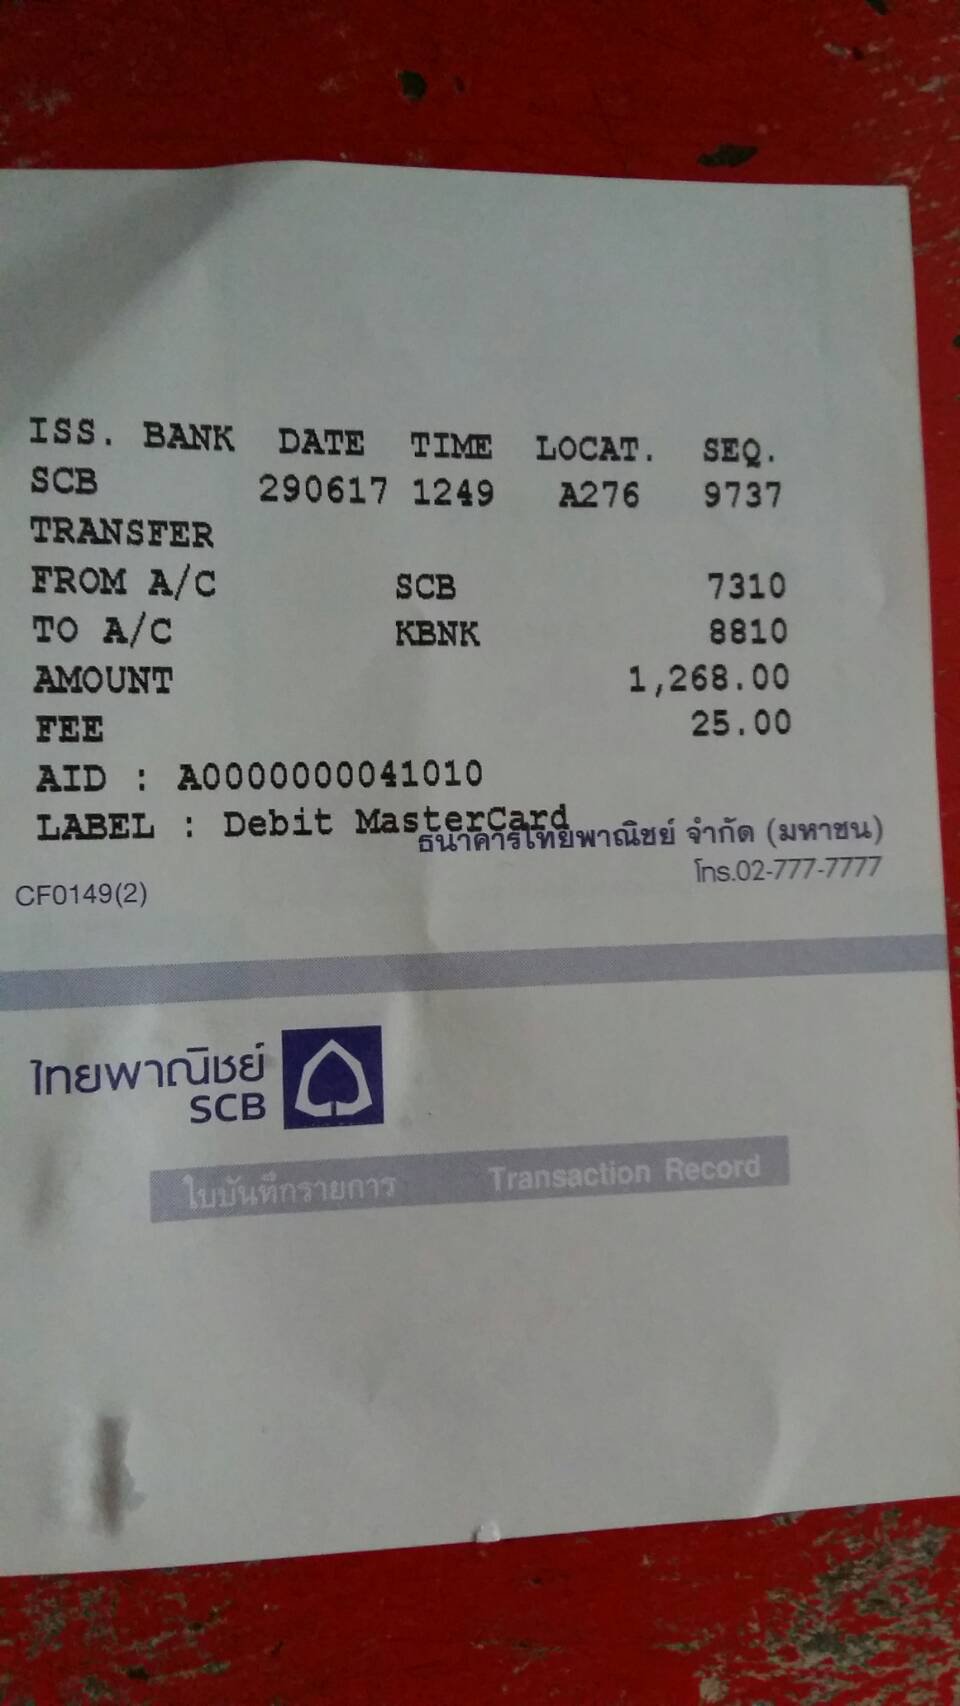 ISS. BANK DATE TIME LOCAT. SEQ.
SCB 290617 1249 A276 9737
TRANSFER
FROM A/C SCB 7310
TO A/C KBNK 8810
AMOUNT 1,268.00
FEE 25.00
AID : A0000000041010
LABEL : Debit MasterCard
ธนาคารไทยพาณิชย์ จำกัด (มหาชน)
โทร.02-777-7777
CF0149(2)
ไทยพาณิชย์
SCB
ใบบันทึกรายการ Transaction Record